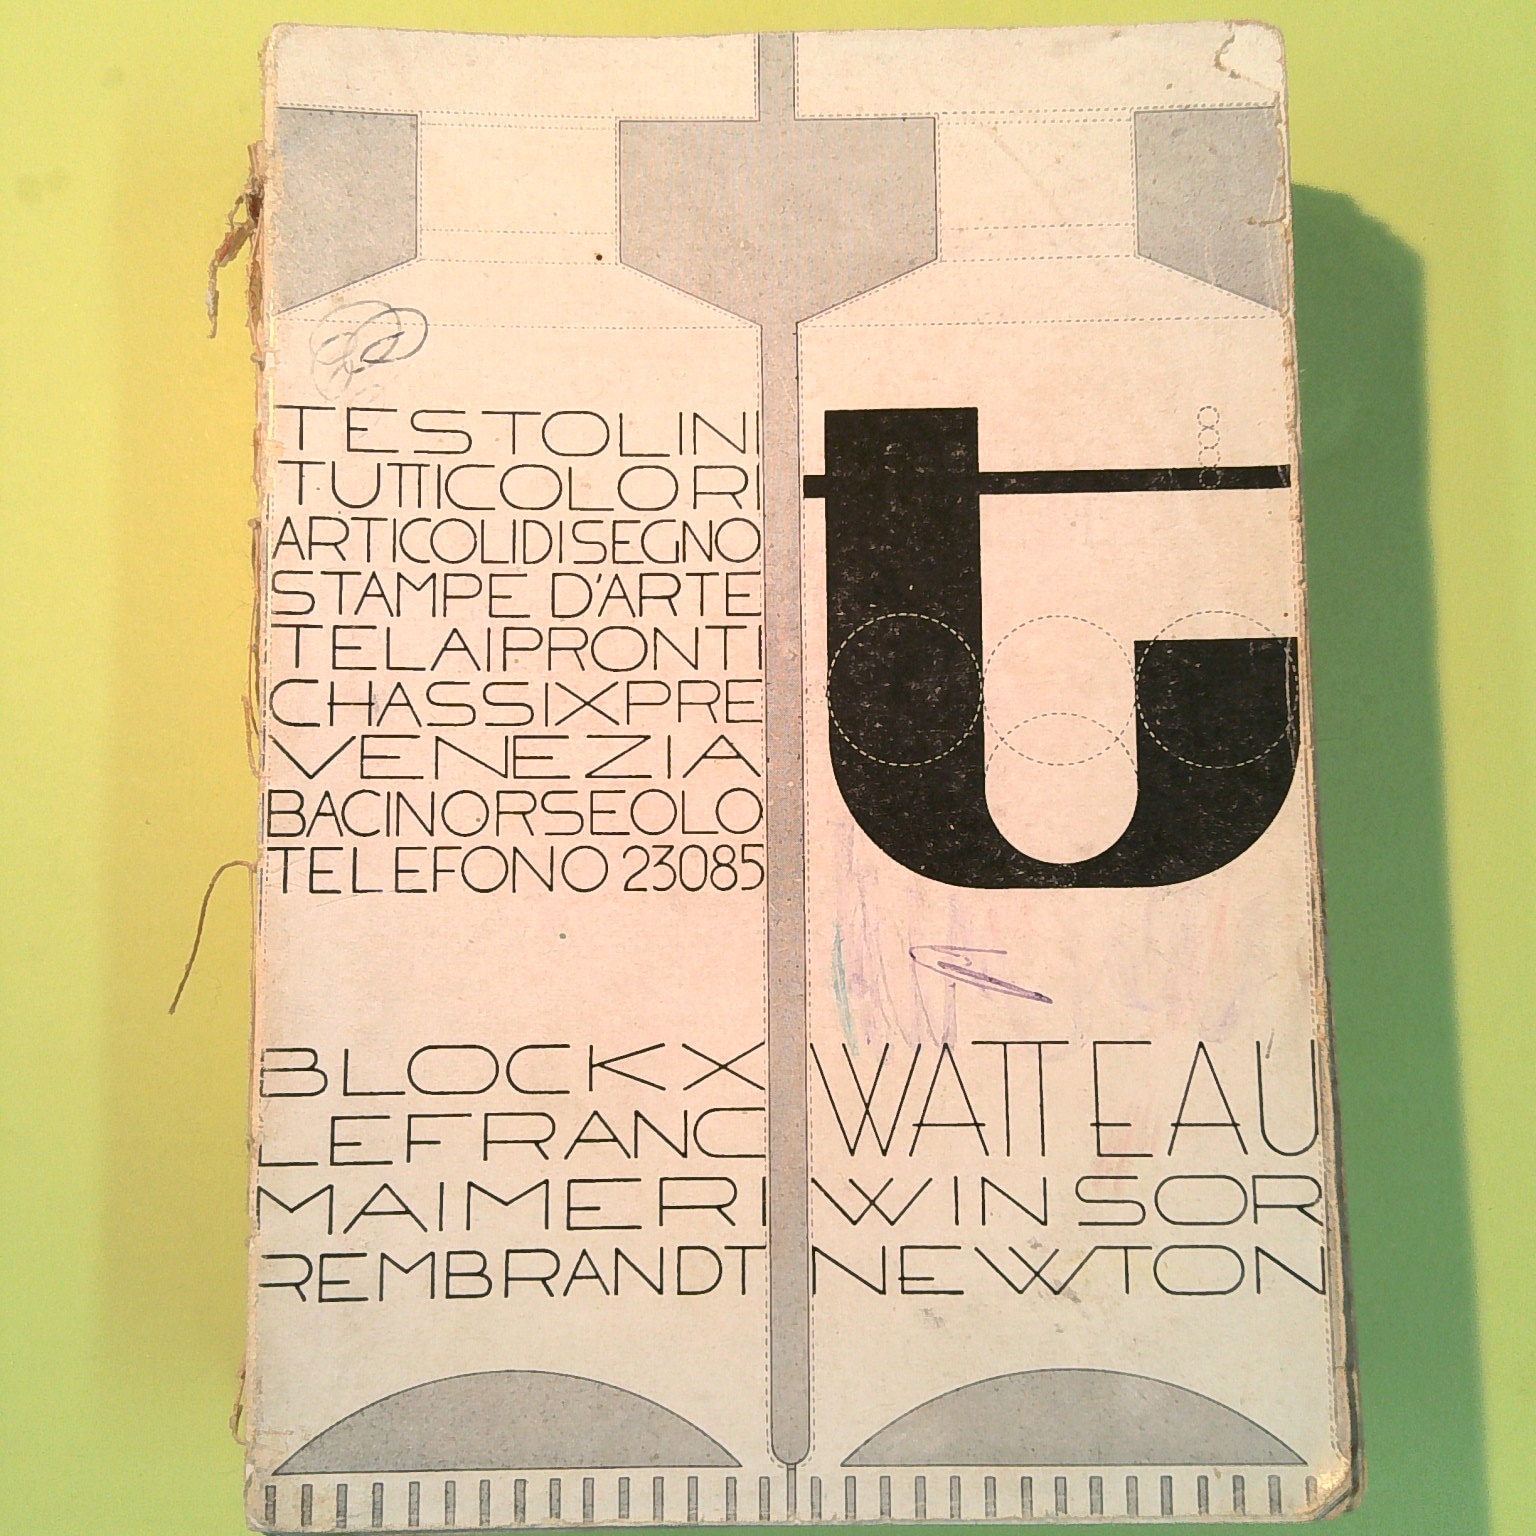 TESTOLINI
TUTTICOLORI
ARTICOLIDISEGNO
STAMPE D'ARTE
TELAIPRONTI
CHASSIXPRE
VENEZIA
BACINORSEOLO
TELEFONO 23085
t
BLOCKX
LEFRANC
MAIMERI
REMBRANDT
WATTEAU
WINSOR
NEWTON